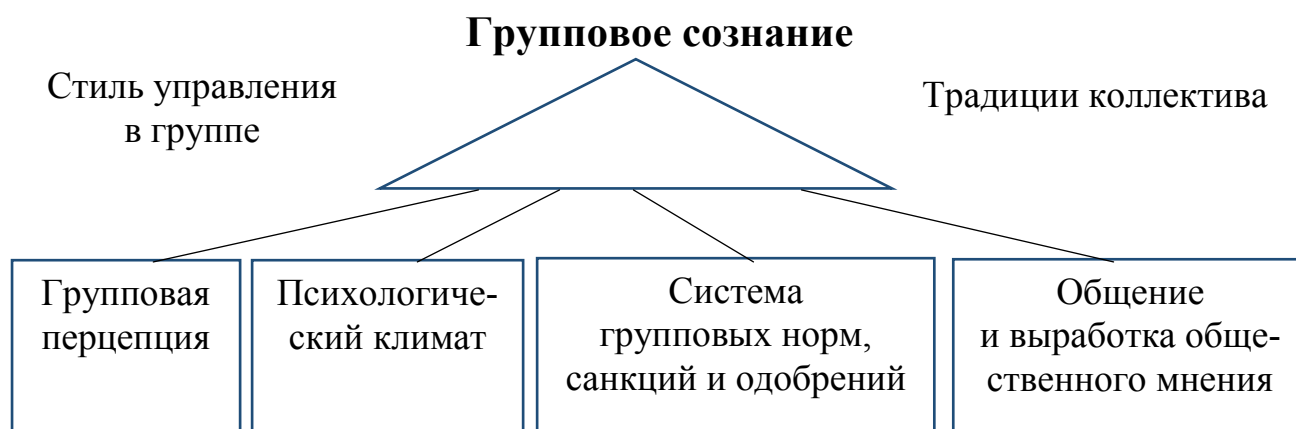 Групповое сознание
Стиль управления
в группе
Традиции коллектива
Групповая
перцепция
Психологиче-
ский климат
Система
групповых норм,
санкций и одобрений
Общение
и выработка обще-
ственного мнения